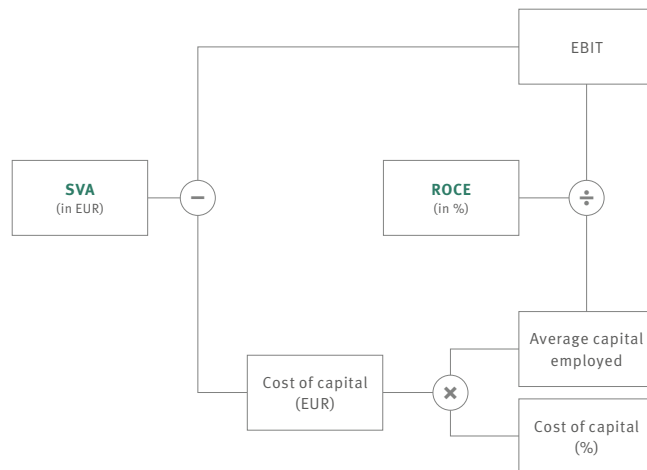 EBIT
SVA
(in EUR)
−
ROCE
(in %)
÷
Average capital
employed
Cost of capital
(EUR)
×
Cost of capital
(%)